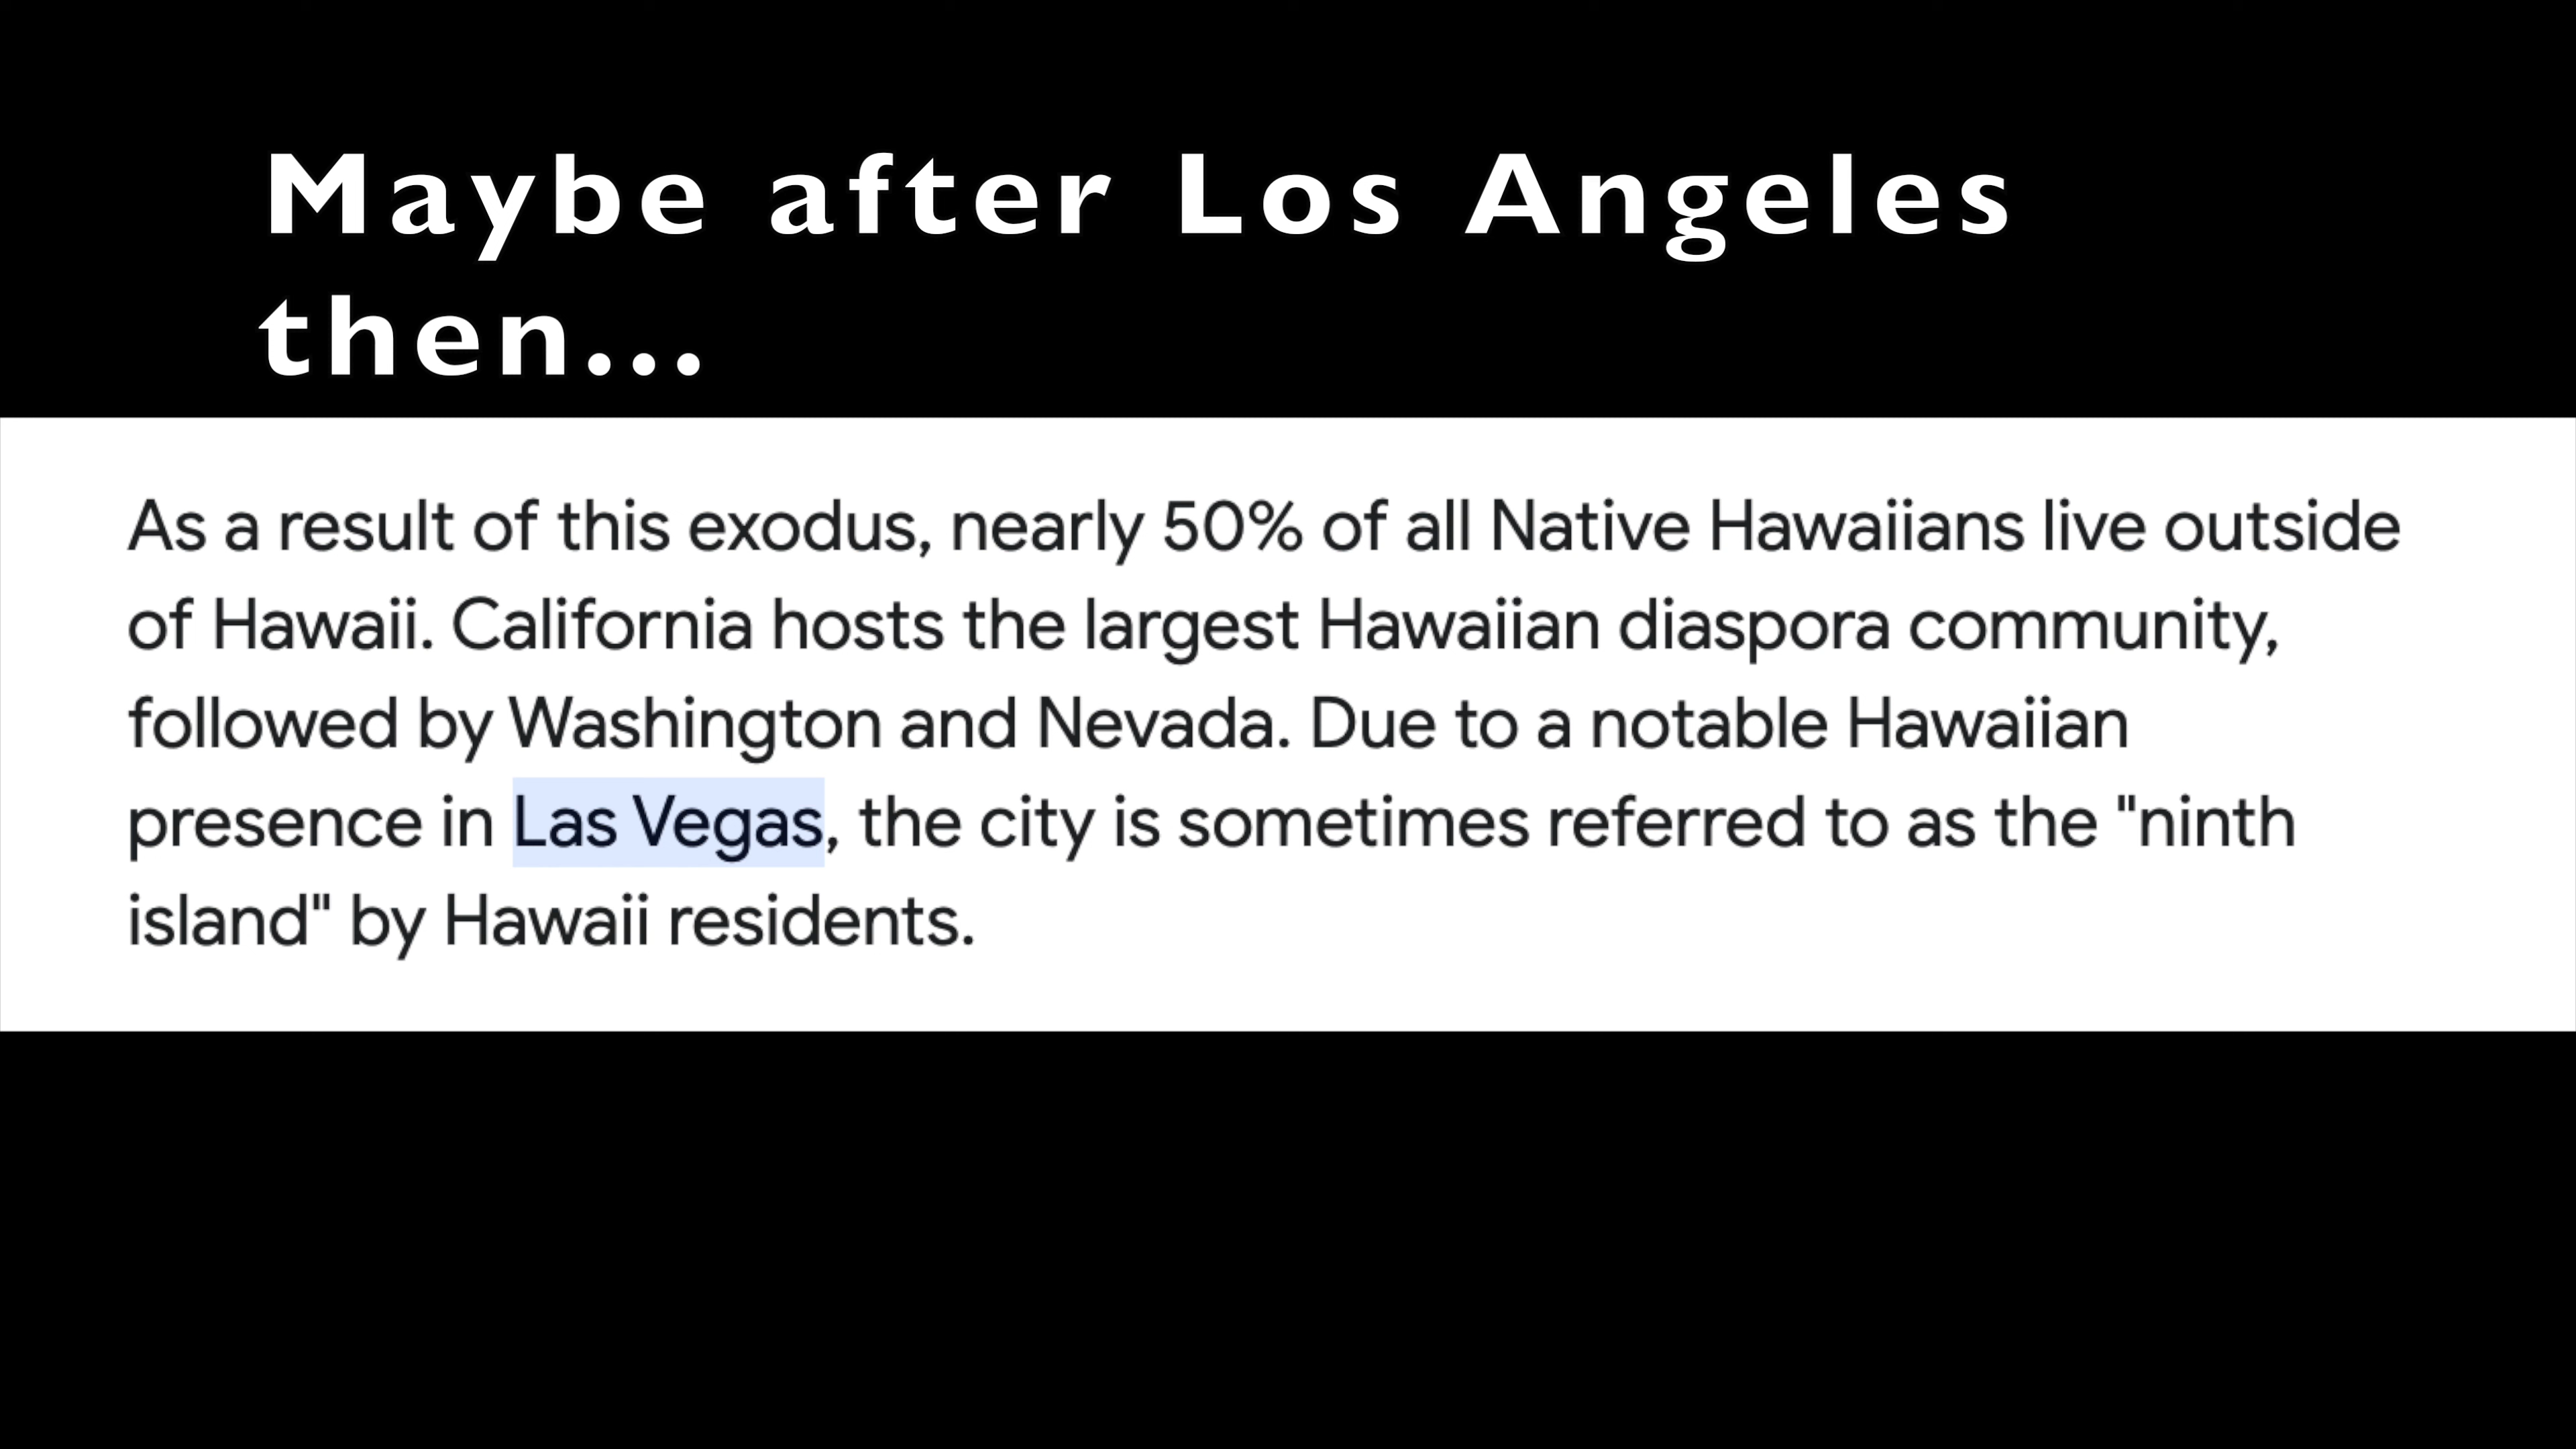 Maybe after Los Angeles
then...
As a result of this exodus, nearly 50% of all Native Hawaiians live outside
of Hawaii. California hosts the largest Hawaiian diaspora community,
followed by Washington and Nevada. Due to a notable Hawaiian
presence in Las Vegas, the city is sometimes referred to as the "ninth
island" by Hawaii residents.